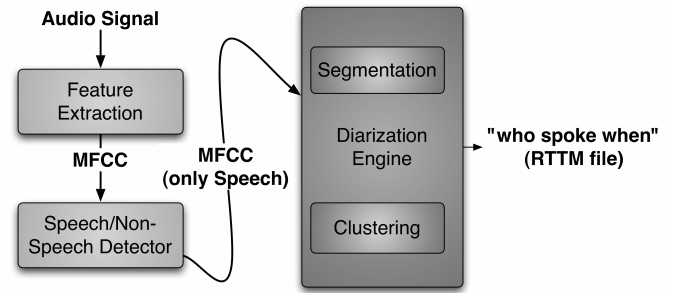 Audio Signal
Feature
Extraction
MFCC
Speech/Non-
Speech Detector
MFCC
(only Speech)
Segmentation
Diarization
Engine
Clustering
"who spoke when"
(RTTM file)